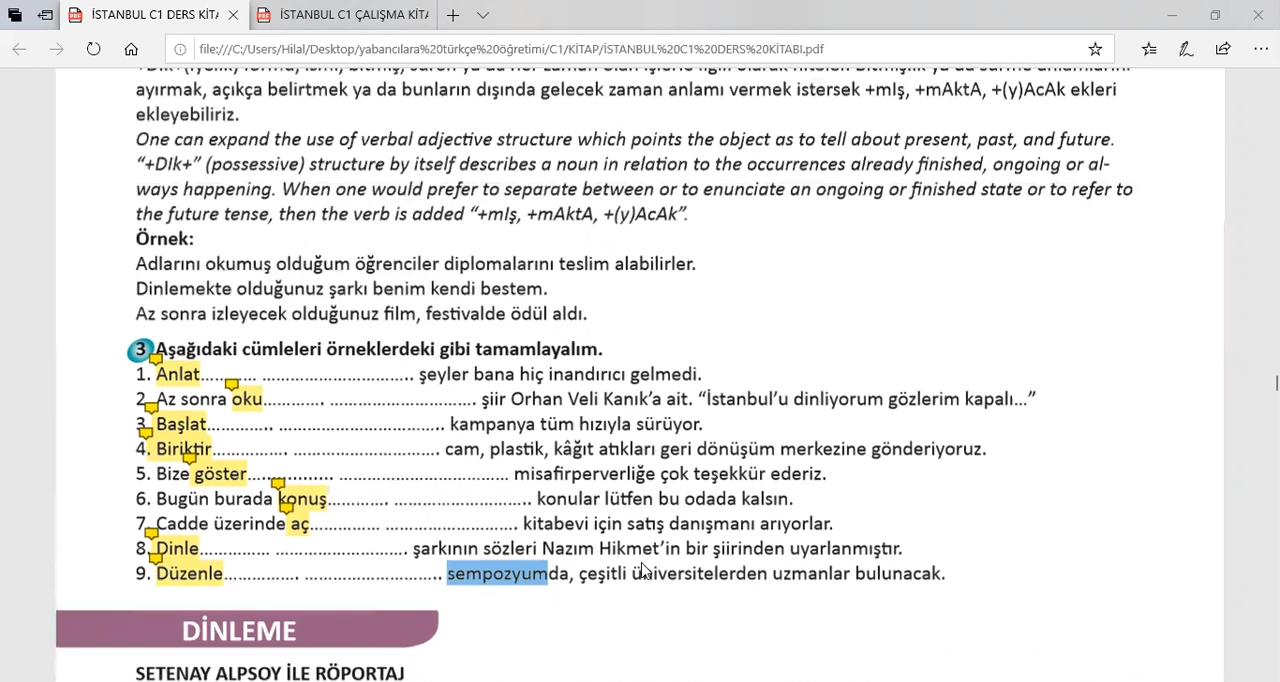 İSTANBUL C1 DERS KİTA
İSTANBUL C1 ÇALIŞMA KİTA
file:///C:/Users/Hilal/Desktop/yabancılara%20türkçe%20öğretimi/C1/KİTAP/İSTANBUL%20C1%20DERS%20KİTABI.pdf
ayırmak, açıkça belirtmek ya da bunların dışında gelecek zaman anlamı vermek istersek +mIş, +mAktA, +(y)AcAk ekleri
ekleyebiliriz.
One can expand the use of verbal adjective structure which points the object as to tell about present, past, and future.
“+DIk+” (possessive) structure by itself describes a noun in relation to the occurrences already finished, ongoing or al-
ways happening. When one would prefer to separate between or to enunciate an ongoing or finished state or to refer to
the future tense, then the verb is added “+mIş, +mAktA, +(y)AcAk”.
Örnek:
Adlarını okumuş olduğum öğrenciler diplomalarını teslim alabilirler.
Dinlemekte olduğunuz şarkı benim kendi bestem.
Az sonra izleyecek olduğunuz film, festivalde ödül aldı.
3 Aşağıdaki cümleleri örneklerdeki gibi tamamlayalım.
1. Anlat............ ................................. şeyler bana hiç inandırıcı gelmedi.
2. Az sonra oku............. ................................ şiir Orhan Veli Kanık’a ait. “İstanbul’u dinliyorum gözlerim kapalı...”
3. Başlat.............. .................................... kampanya tüm hızıyla sürüyor.
4. Biriktir................ ................................ cam, plastik, kâğıt atıkları geri dönüşüm merkezine gönderiyoruz.
5. Bize göster.................. .................................... misafirperverliğe çok teşekkür ederiz.
6. Bugün burada konuş............. ............................... konular lütfen bu odada kalsın.
7. Cadde üzerinde aç.............. ............................. kitabevi için satış danışmanı arıyorlar.
8. Dinle............... ............................. şarkının sözleri Nazım Hikmet’in bir şiirinden uyarlanmıştır.
9. Düzenle................ .............................. sempozyumda, çeşitli üniversitelerden uzmanlar bulunacak.
DİNLEME
SETENAY ALPSOY İLE RÖPORTAJ